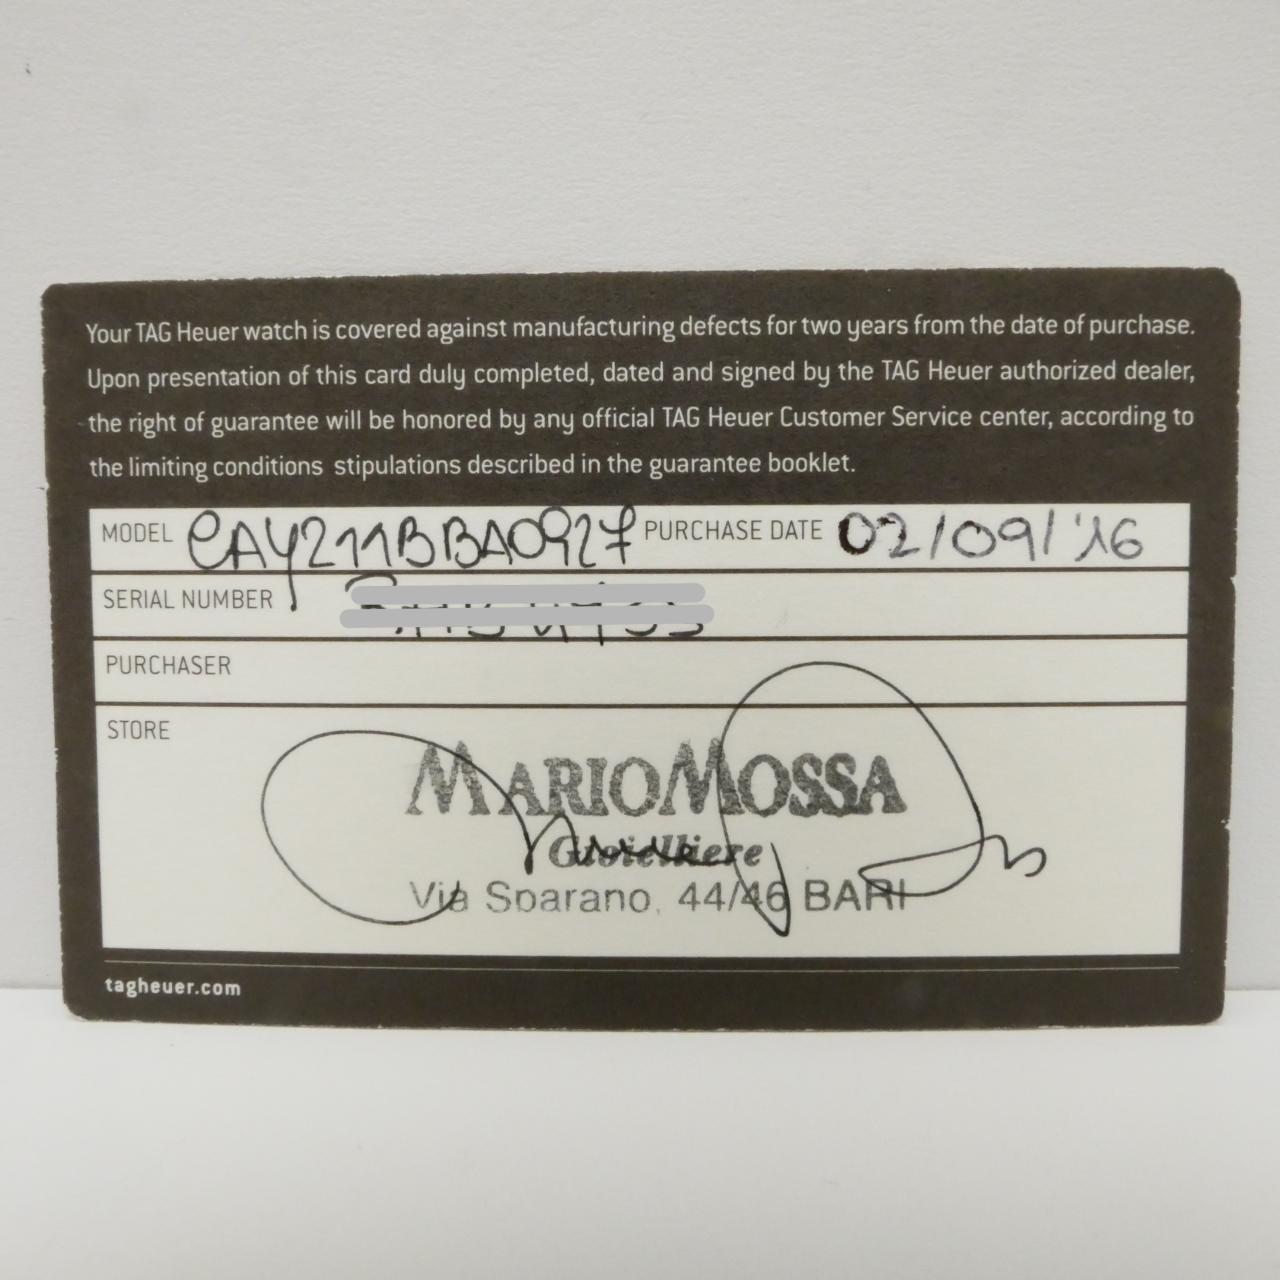 Your TAG Heuer watch is covered against manufacturing defects for two years from the date of purchase.
Upon presentation of this card duly completed, dated and signed by the TAG Heuer authorized dealer,
the right of guarantee will be honored by any official TAG Heuer Customer Service center, according to
the limiting conditions stipulations described in the guarantee booklet.
MODEL CAY211BBA0927 PURCHASE DATE 02/09/'16
SERIAL NUMBER
PURCHASER
STORE
MARIO MOSSA
Gioielliere
Via Sparano, 44/46 BARI
tagheuer.com